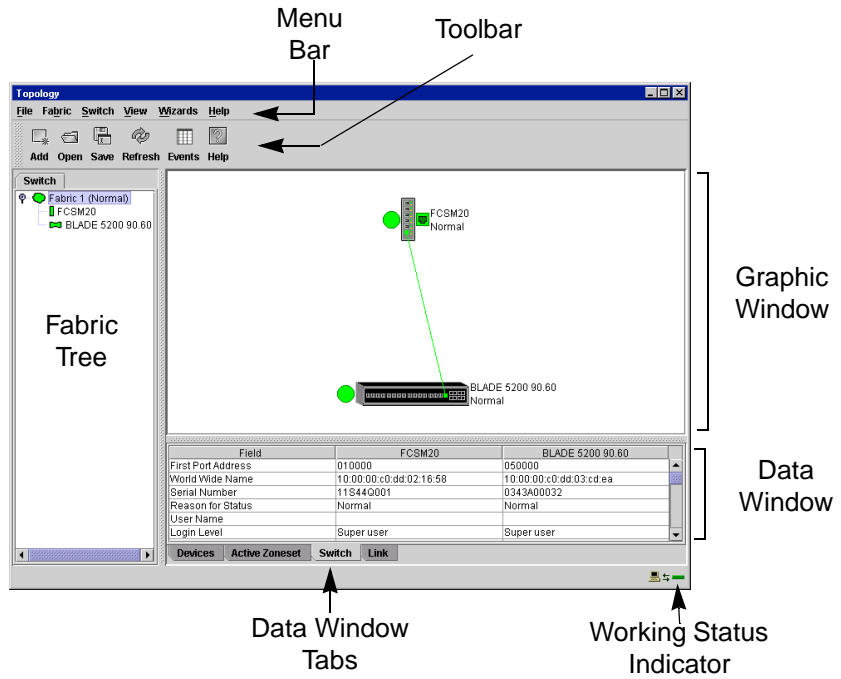 Menu
Bar
Toolbar
Topology
File Fabric Switch View Wizards Help
Add Open Save Refresh Events Help
Switch
Fabric 1 (Normal)
FCSM20
BLADE 5200 90.60
Fabric
Tree
FCSM20
Normal
BLADE 5200 90.60
Normal
Graphic
Window
Field FCSM20 BLADE 5200 90.60
First Port Address 010000 050000
World Wide Name 10:00:00:c0:dd:02:16:58 10:00:00:c0:dd:03:cd:ea
Serial Number 11S44Q001 0343A00032
Reason for Status Normal Normal
User Name
Login Level Super user Super user
Data
Window
Devices Active Zoneset Switch Link
Data Window
Tabs
Working Status
Indicator